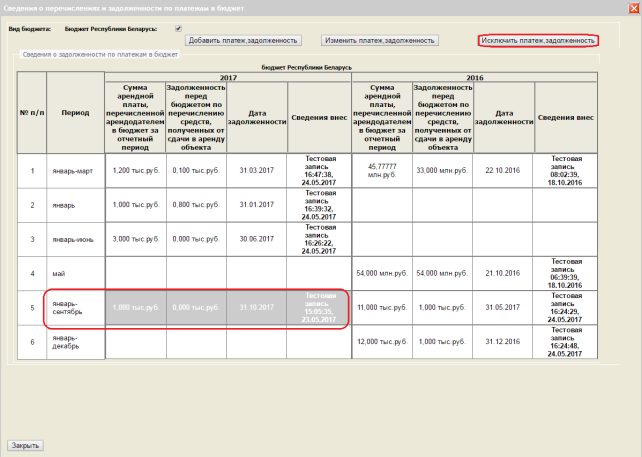 Сведения о перечислениях и задолженности по платежам в бюджет
Вид бюджета: Бюджет Республики Беларусь:
Добавить платеж,задолженность Изменить платеж,задолженность Исключить платеж,задолженность
Сведения о задолженности по платежам в бюджет
бюджет Республики Беларусь
№ п/п Период 2017 2016
Сумма арендной платы, перечисленной арендодателем в бюджет за отчетный период
Задолженность перед бюджетом по перечислению средств, полученных от сдачи в аренду объекта
Дата задолженности
Сведения внес
Сумма арендной платы, перечисленной арендодателем в бюджет за отчетный период
Задолженность перед бюджетом по перечислению средств, полученных от сдачи в аренду объекта
Дата задолженности
Сведения внес
1 январь-март 1,200 тыс.руб. 0,100 тыс.руб. 31.03.2017 Тестовая запись 16:47:38, 24.05.2017 45,77777 млн.руб. 33,000 млн.руб. 22.10.2016 Тестовая запись 08:02:39, 18.10.2016
2 январь 1,000 тыс.руб. 0,800 тыс.руб. 31.01.2017 Тестовая запись 16:39:32, 24.05.2017
3 январь-июнь 3,000 тыс.руб. 0,000 тыс.руб. 30.06.2017 Тестовая запись 16:26:22, 24.05.2017
4 май 54,000 млн.руб. 54,000 млн.руб. 21.10.2016 Тестовая запись 06:39:39, 18.10.2016
5 январь-сентябрь 1,000 тыс.руб. 0,000 тыс.руб. 31.10.2017 Тестовая запись 15:05:35, 23.05.2017 11,000 тыс.руб. 1,000 тыс.руб. 31.05.2017 Тестовая запись 16:24:29, 24.05.2017
6 январь-декабрь 12,000 тыс.руб. 1,000 тыс.руб. 31.12.2016 Тестовая запись 16:24:48, 24.05.2017
Закрыть